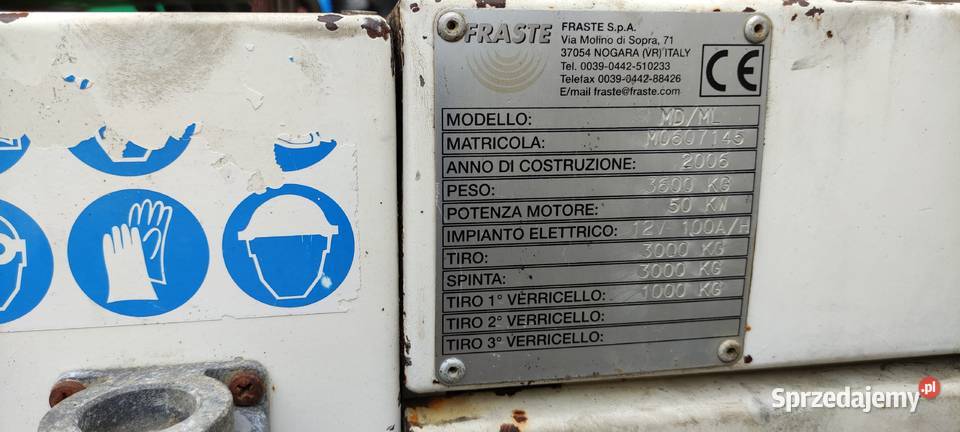 FRASTE
FRASTE S.p.A.
Via Molino di Sopra, 71
37054 NOGARA (VR) ITALY
Tel. 0039-0442-510233
Telefax 0039-0442-88426
E/mail fraste@fraste.com
CE
MODELLO: MD/ML
MATRICOLA: M0607145
ANNO DI COSTRUZIONE: 2006
PESO: 3600 KG
POTENZA MOTORE: 50 KW
IMPIANTO ELETTRICO: 12V 100A/H
TIRO: 3000 KG
SPINTA: 3000 KG
TIRO 1° VERRICELLO: 1000 KG
TIRO 2° VERRICELLO:
TIRO 3° VERRICELLO:
Sprzedajemy.pl